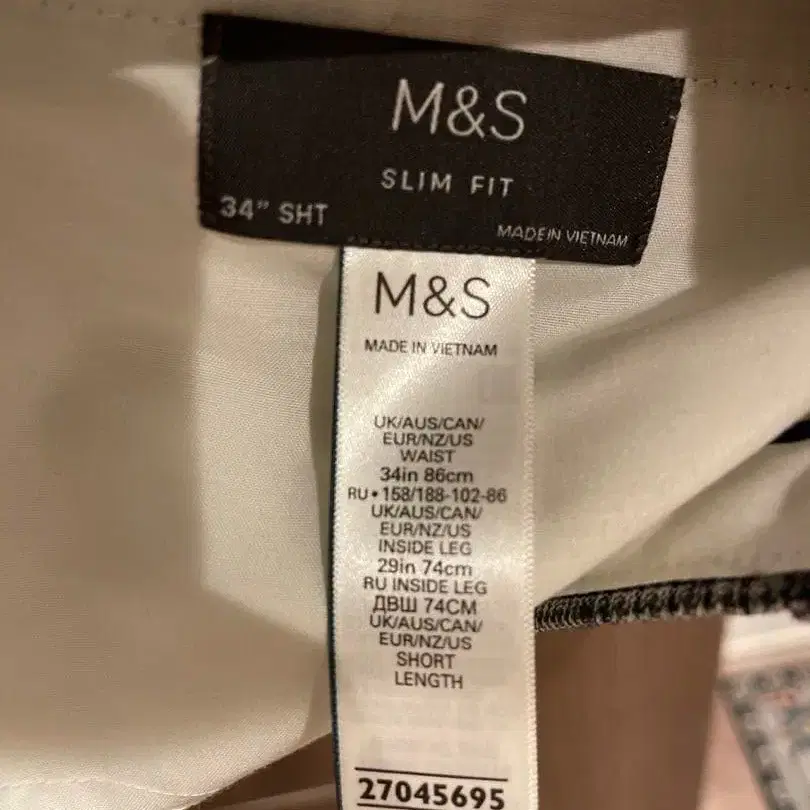 M&S
SLIM FIT
34" SHT
MADE IN VIETNAM
M&S
MADE IN VIETNAM
UK/AUS/CAN/
EUR/NZ/US
WAIST
34in 86cm
RU • 158/188-102-86
UK/AUS/CAN/
EUR/NZ/US
INSIDE LEG
29in 74cm
RU INSIDE LEG
ДВШ 74СМ
UK/AUS/CAN/
EUR/NZ/US
SHORT
LENGTH
27045695